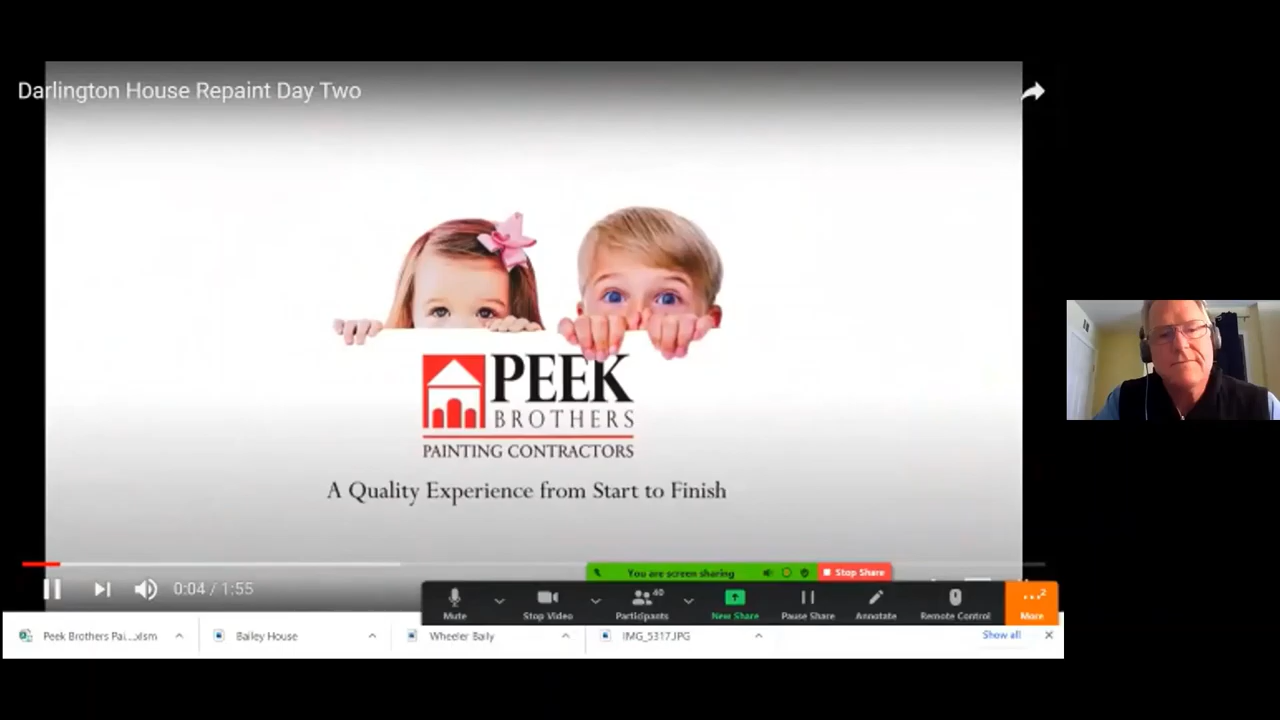 Darlington House Repaint Day Two
PEEK
BROTHERS
PAINTING CONTRACTORS
A Quality Experience from Start to Finish
0:04 / 1:55
You are screen sharing
Stop Share
Mute
Stop Video
40
Participants
New Share
Pause Share
Annotate
Remote Control
2
More
Peek Brothers Pai...xlsm
Bailey House
Wheeler Baily
IMG_5317.JPG
Show all